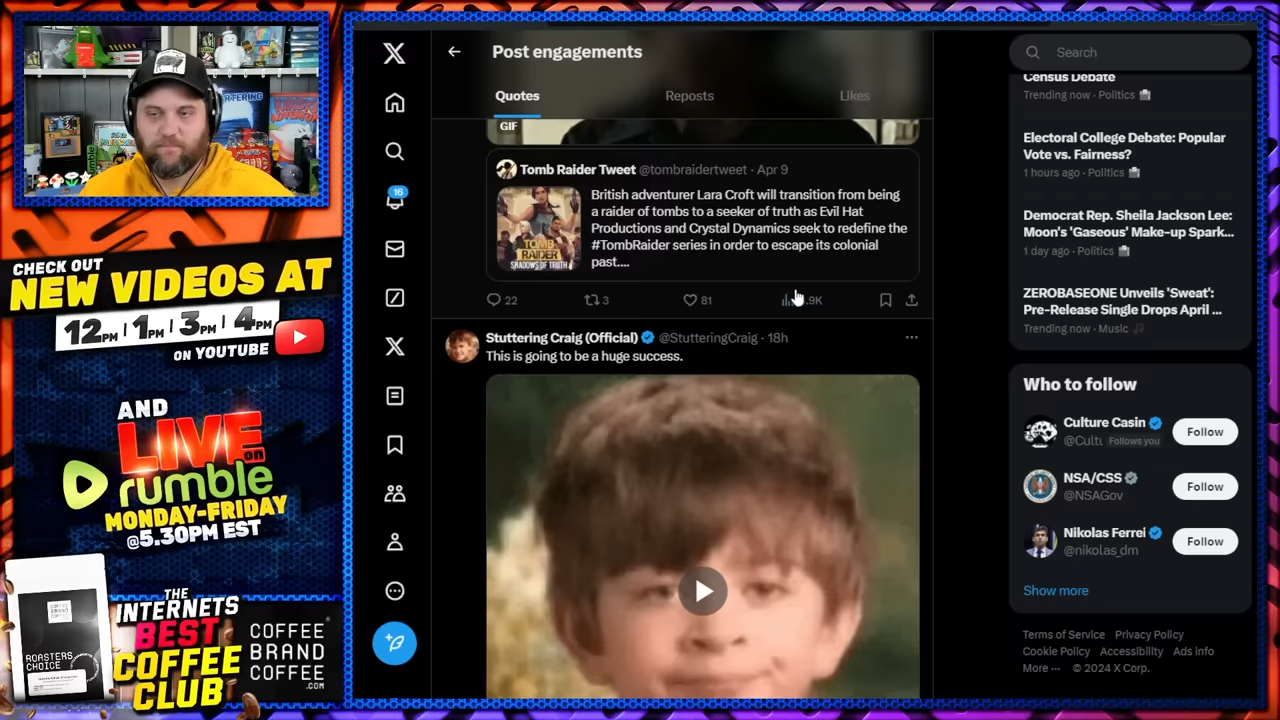 CHECK OUT
NEW VIDEOS AT
12PM | 1PM | 3PM | 4PM
ON YOUTUBE
AND
LIVE
on
rumble
MONDAY-FRIDAY
@5.30PM EST
THE
INTERNETS
BEST
COFFEE
CLUB
COFFEE
BRAND
COFFEE
.COM
ROASTERS
CHOICE
16
Post engagements
Quotes
Reposts
Likes
GIF
Tomb Raider Tweet @tombraidertweet · Apr 9
British adventurer Lara Croft will transition from being
a raider of tombs to a seeker of truth as Evil Hat
Productions and Crystal Dynamics seek to redefine the
#TombRaider series in order to escape its colonial
past....
TOMB
RAIDER
SHADOWS OF TRUTH
22
3
81
.9K
Stuttering Craig (Official) @StutteringCraig · 18h
This is going to be a huge success.
Search
Census Debate
Trending now · Politics
Electoral College Debate: Popular
Vote vs. Fairness?
1 hours ago · Politics
Democrat Rep. Sheila Jackson Lee:
Moon's 'Gaseous' Make-up Spark...
1 day ago · Politics
ZEROBASEONE Unveils 'Sweat':
Pre-Release Single Drops April ...
Trending now · Music
Who to follow
Culture Casin
@Cultu Follows you
Follow
NSA/CSS
@NSAGov
Follow
Nikolas Ferrei
@nikolas_dm
Follow
Show more
Terms of Service Privacy Policy
Cookie Policy Accessibility Ads info
More ··· © 2024 X Corp.